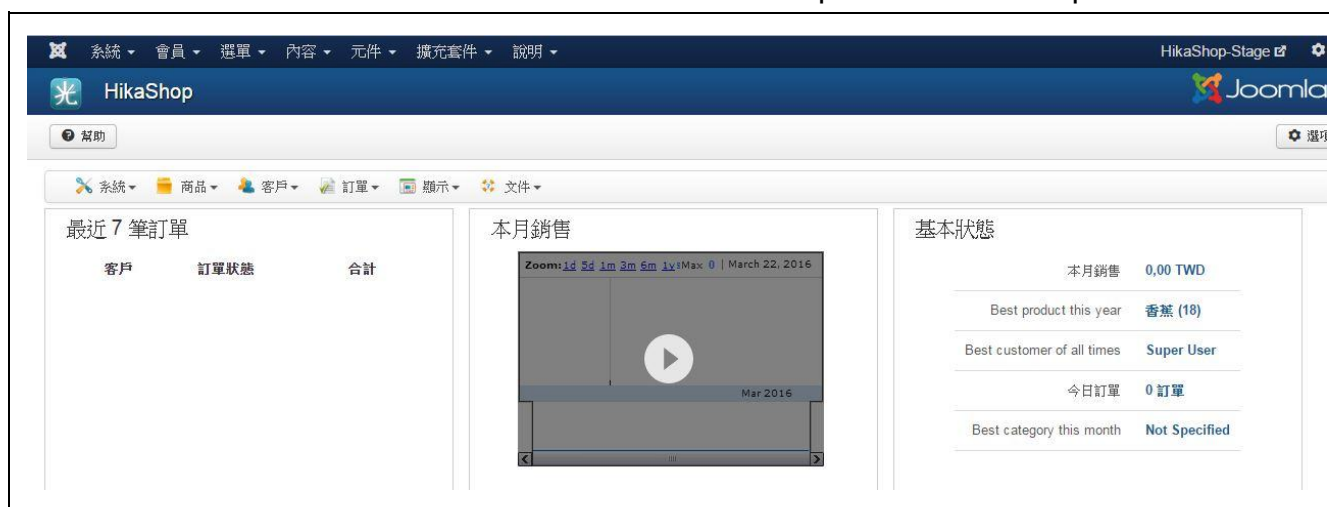 系統 會員 選單 內容 元件 擴充套件 說明 HikaShop-Stage
光 HikaShop Joomla
幫助 選項
系統 商品 客戶 訂單 顯示 文件
最近 7 筆訂單
客戶 訂單狀態 合計
本月銷售
Zoom: 1d 5d 1m 3m 6m 1y Max 0 | March 22, 2016
Mar 2016
基本狀態
本月銷售 0,00 TWD
Best product this year 香蕉 (18)
Best customer of all times Super User
今日訂單 0 訂單
Best category this month Not Specified